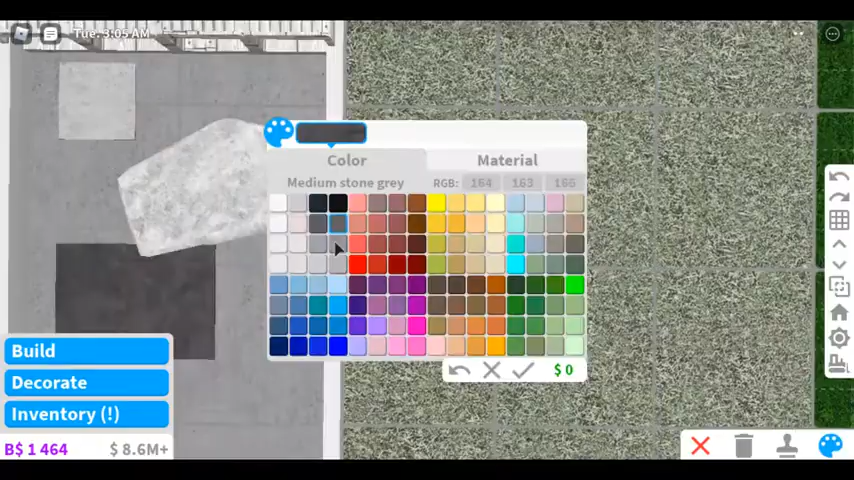 Tue. 3:05 AM
Color
Material
Medium stone grey
RGB: 164 163 166
Build
Decorate
Inventory (!)
$ 0
B$ 1 464
$ 8.6M+